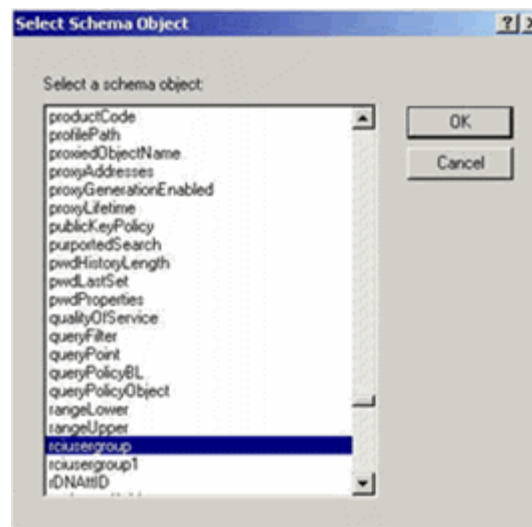 Select Schema Object
Select a schema object:
productCode
profilePath
proxiedObjectName
proxyAddresses
proxyGenerationEnabled
proxyLifetime
publicKeyPolicy
purportedSearch
pwdHistoryLength
pwdLastSet
pwdProperties
qualityOfService
queryFilter
queryPoint
queryPolicyBL
queryPolicyObject
rangeLower
rangeUpper
rciusergroup
rciusergroup1
rDNAttID
OK
Cancel